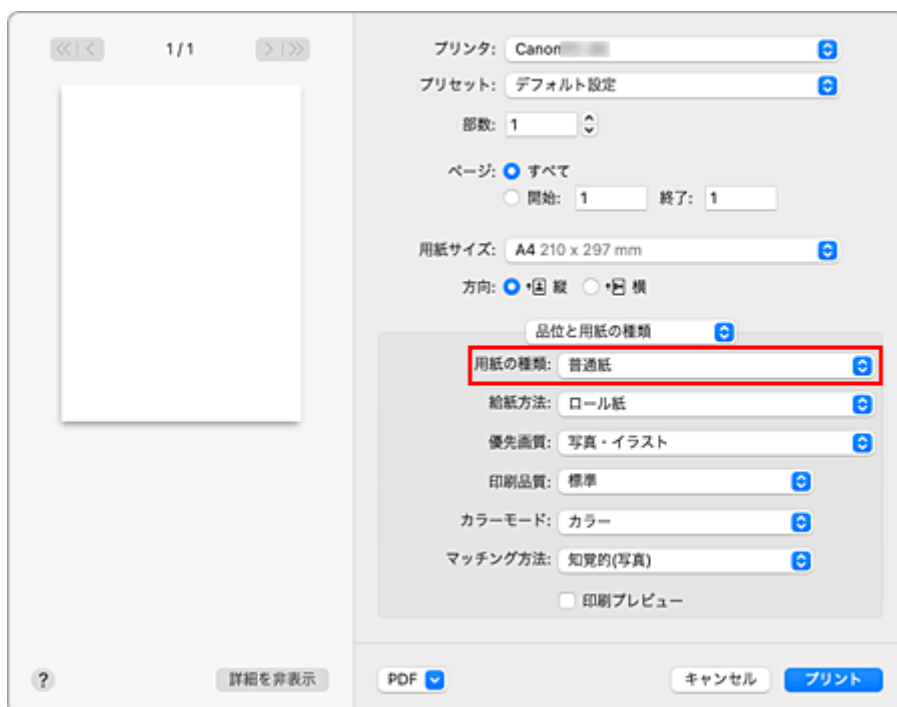 1 / 1
プリンタ: Canon
プリセット: デフォルト設定
部数: 1
ページ: すべて
開始: 1 終了: 1
用紙サイズ: A4 210 x 297 mm
方向: 縦 横
品位と用紙の種類
用紙の種類: 普通紙
給紙方法: ロール紙
優先画質: 写真・イラスト
印刷品質: 標準
カラーモード: カラー
マッチング方法: 知覚的(写真)
印刷プレビュー
? 詳細を非表示 PDF キャンセル プリント